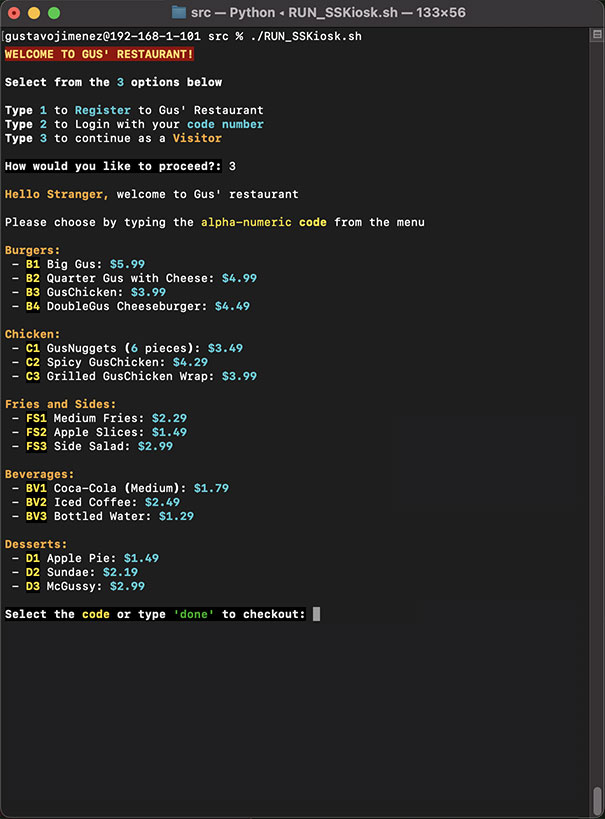 src — Python ◂ RUN_SSKiosk.sh — 133×56
[gustavojimenez@192-168-1-101 src % ./RUN_SSKiosk.sh
WELCOME TO GUS' RESTAURANT!
Select from the 3 options below
Type 1 to Register to Gus' Restaurant
Type 2 to Login with your code number
Type 3 to continue as a Visitor
How would you like to proceed?: 3
Hello Stranger, welcome to Gus' restaurant
Please choose by typing the alpha-numeric code from the menu
Burgers:
– B1 Big Gus: $5.99
– B2 Quarter Gus with Cheese: $4.99
– B3 GusChicken: $3.99
– B4 DoubleGus Cheeseburger: $4.49
Chicken:
– C1 GusNuggets (6 pieces): $3.49
– C2 Spicy GusChicken: $4.29
– C3 Grilled GusChicken Wrap: $3.99
Fries and Sides:
– FS1 Medium Fries: $2.29
– FS2 Apple Slices: $1.49
– FS3 Side Salad: $2.99
Beverages:
– BV1 Coca-Cola (Medium): $1.79
– BV2 Iced Coffee: $2.49
– BV3 Bottled Water: $1.29
Desserts:
– D1 Apple Pie: $1.49
– D2 Sundae: $2.19
– D3 McGussy: $2.99
Select the code or type 'done' to checkout: